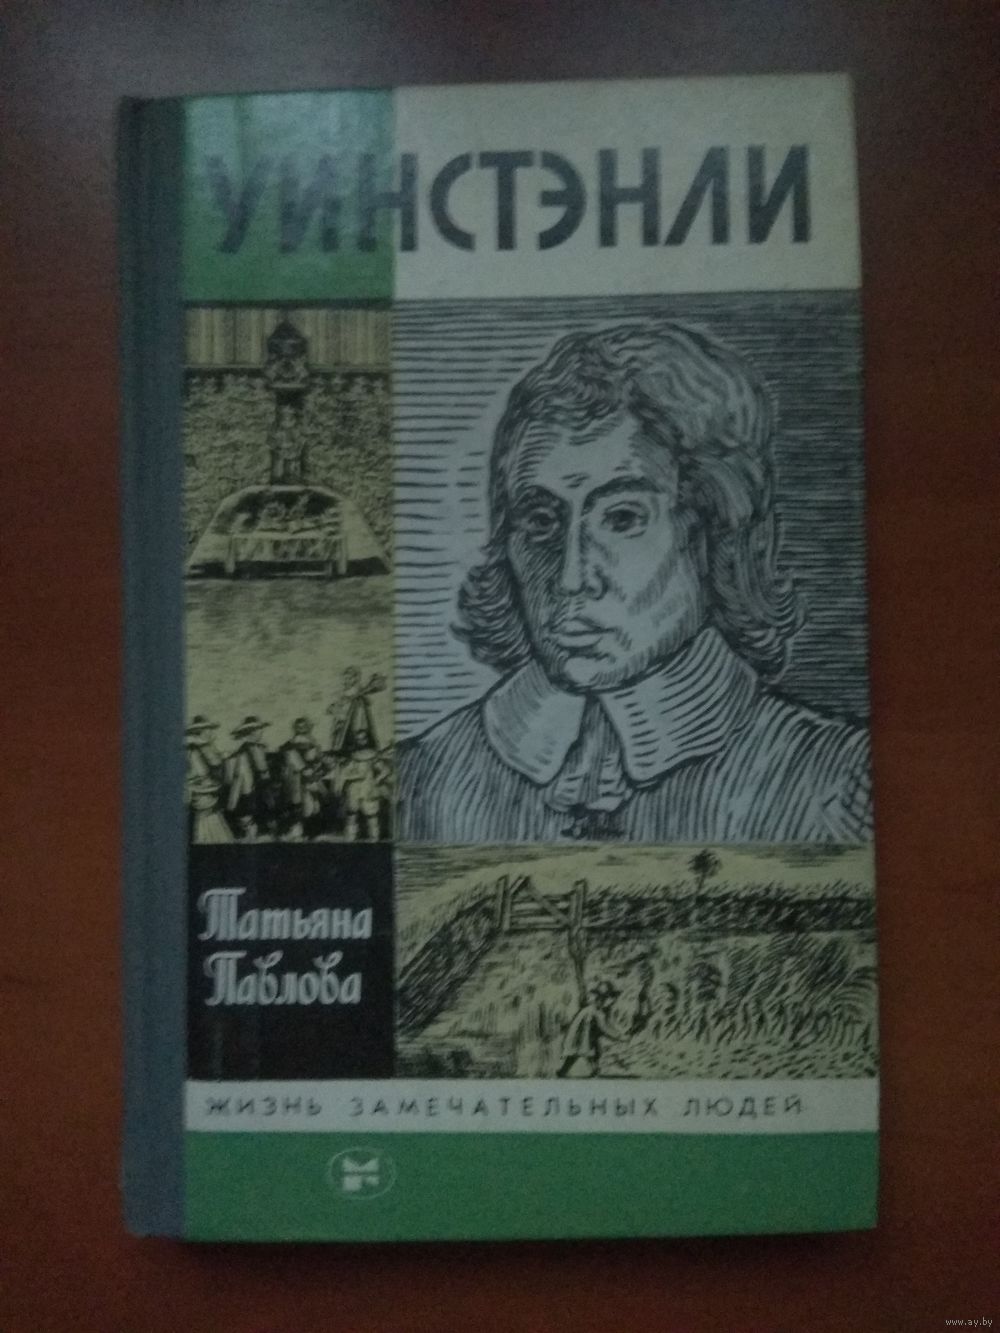 УИНСТЭНЛИ
Татьяна
Павлова
ЖИЗНЬ ЗАМЕЧАТЕЛЬНЫХ ЛЮДЕЙ
www.ay.by